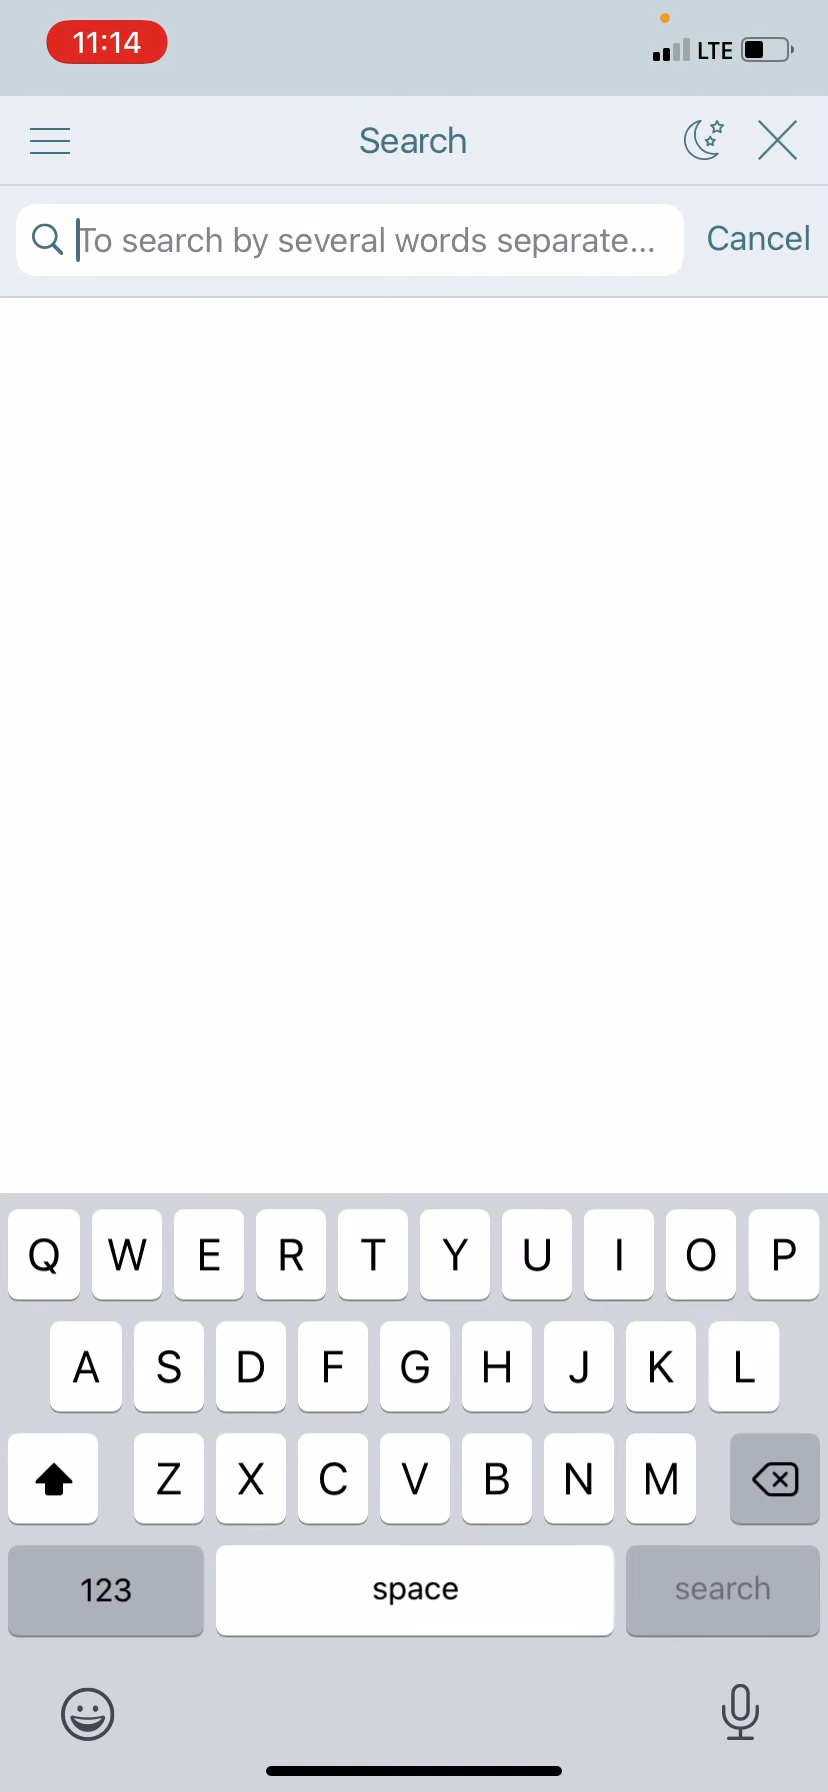 11:14 LTE
Search
To search by several words separate...
Cancel
Q W E R T Y U I O P
A S D F G H J K L
Z X C V B N M
123 space search